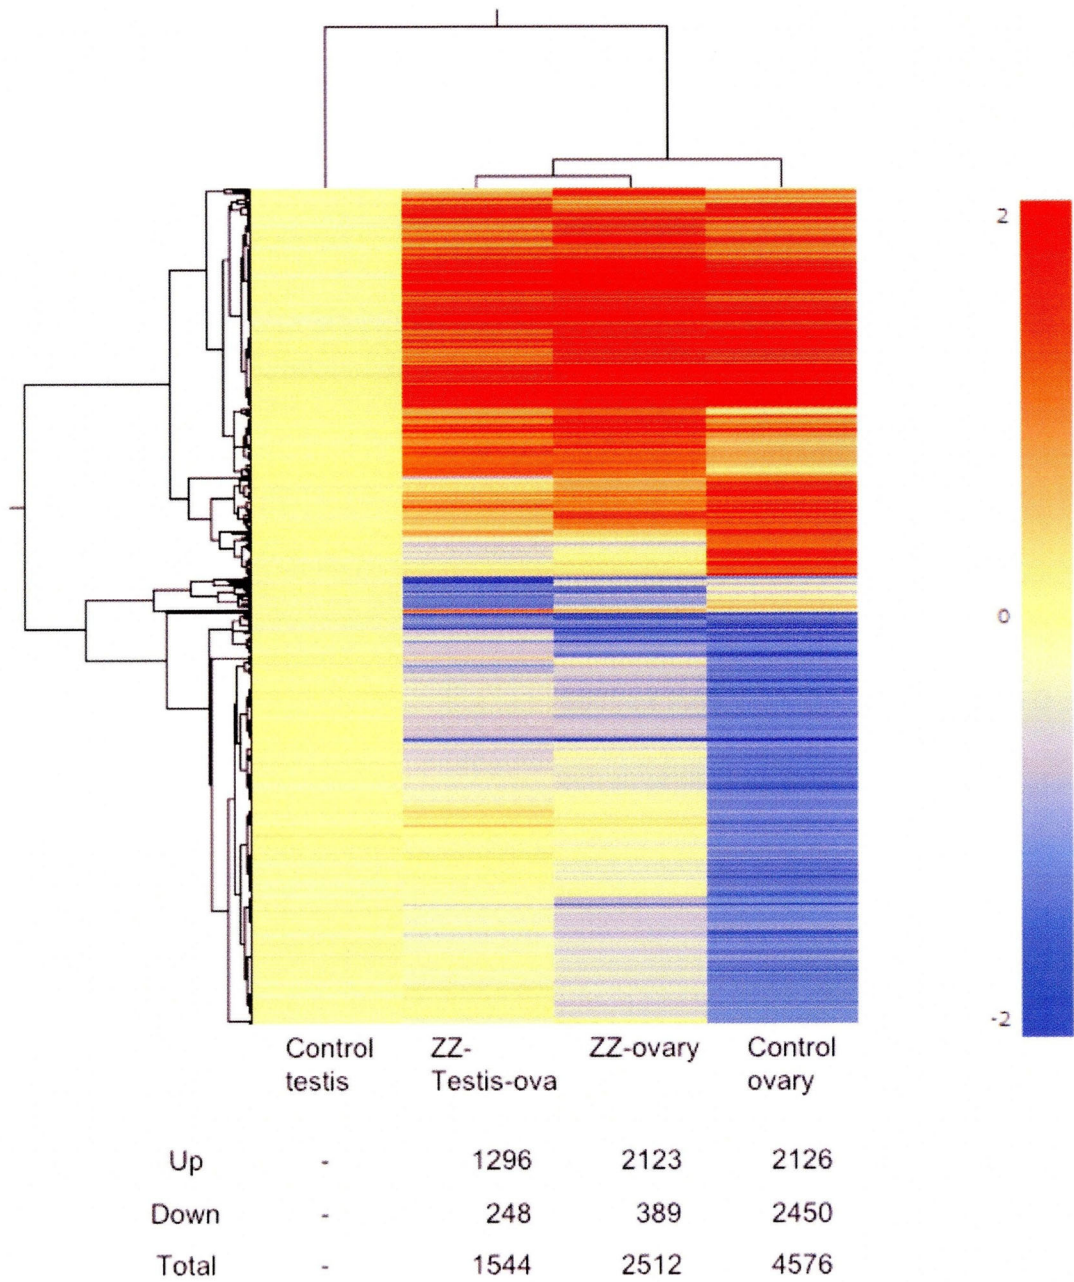 2
0
-2
Control testis
ZZ-Testis-ova
ZZ-ovary
Control ovary
Up - 1296 2123 2126
Down - 248 389 2450
Total - 1544 2512 4576